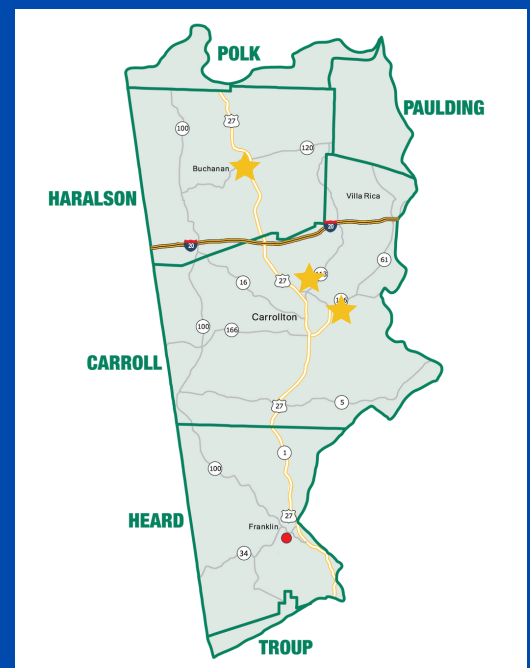 POLK
PAULDING
27
100
120
Buchanan
Villa Rica
HARALSON
20
20
61
27
16
Carrollton
100
166
CARROLL
27
5
1
100
HEARD
27
Franklin
34
TROUP